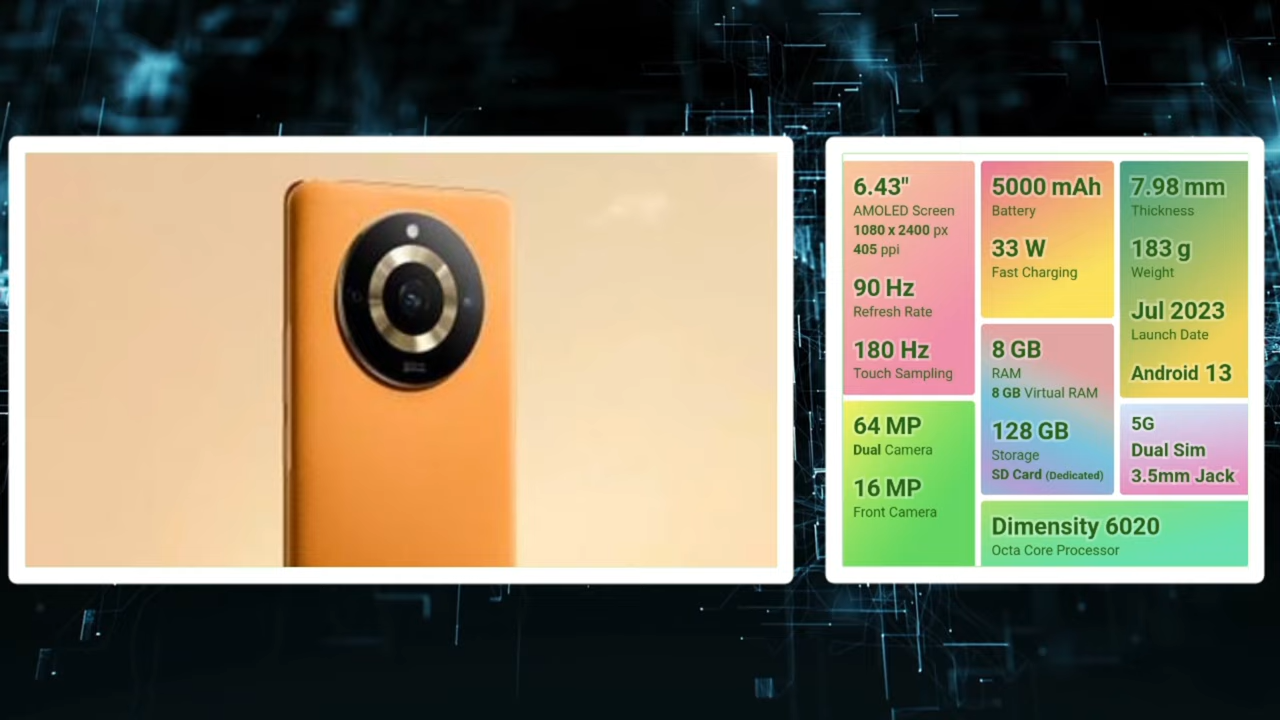 6.43"
AMOLED Screen
1080 x 2400 px
405 ppi
90 Hz
Refresh Rate
180 Hz
Touch Sampling
64 MP
Dual Camera
16 MP
Front Camera
5000 mAh
Battery
33 W
Fast Charging
8 GB
RAM
8 GB Virtual RAM
128 GB
Storage
SD Card (Dedicated)
7.98 mm
Thickness
183 g
Weight
Jul 2023
Launch Date
Android 13
5G
Dual Sim
3.5mm Jack
Dimensity 6020
Octa Core Processor